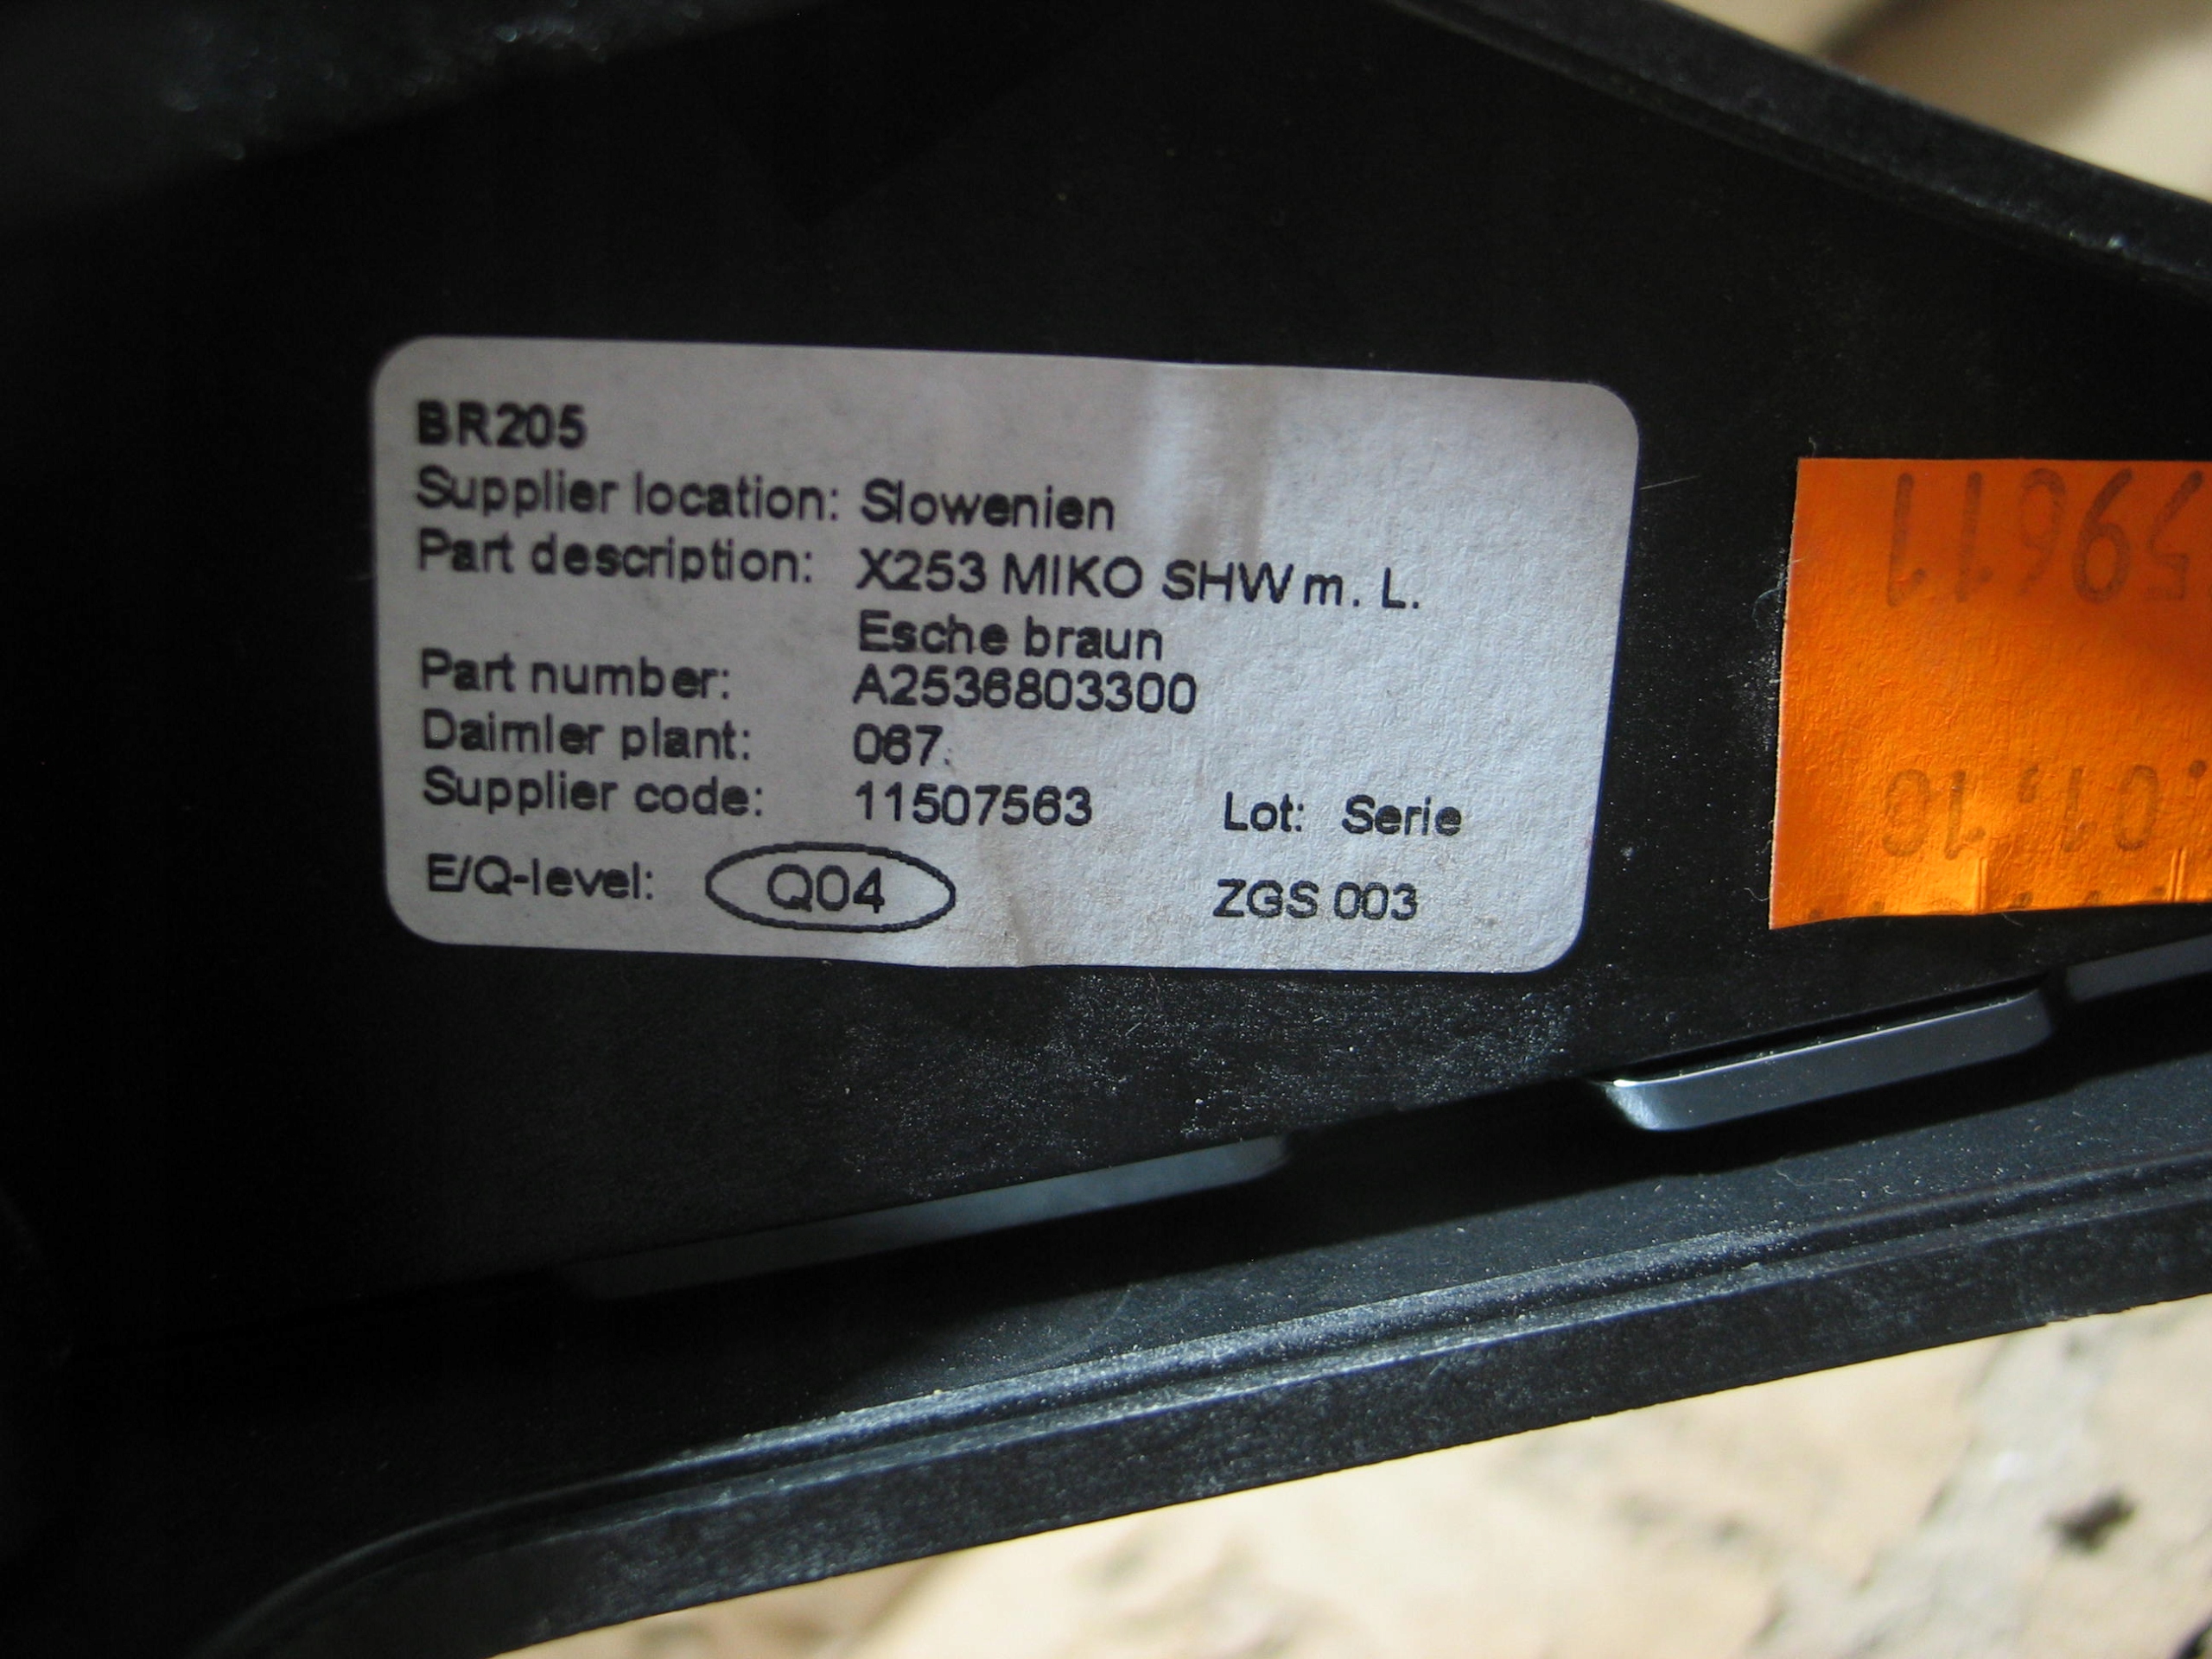 BR205
Supplier location: Slowenien
Part description: X253 MIKO SHW m. L.
Esche braun
Part number: A2536803300
Daimler plant: 067
Supplier code: 11507563 Lot: Serie
E/Q-level: Q04 ZGS 003